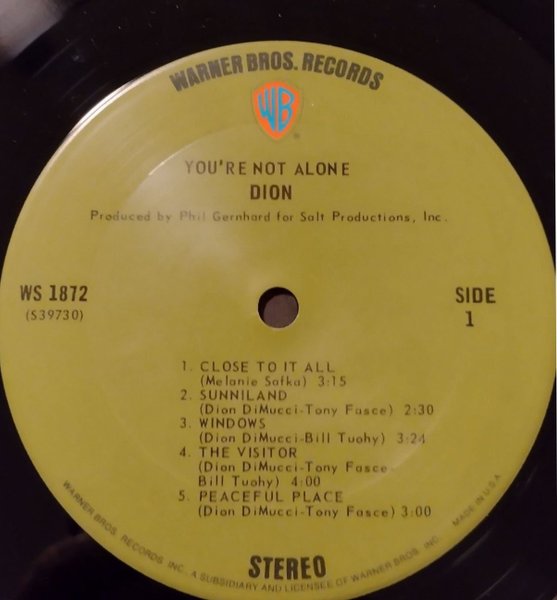 WARNER BROS. RECORDS
WB
YOU'RE NOT ALONE
DION
Produced by Phil Gernhard for Salt Productions, Inc.
WS 1872
(S39730)
SIDE
1
1. CLOSE TO IT ALL
(Melanie Safka) 3:15
2. SUNNILAND
(Dion DiMucci-Tony Fasce) 2:30
3. WINDOWS
(Dion DiMucci-Bill Tuohy) 3:24
4. THE VISITOR
(Dion DiMucci-Tony Fasce-
Bill Tuohy) 4:00
5. PEACEFUL PLACE
(Dion DiMucci-Tony Fasce) 3:00
STEREO
WARNER BROS. RECORDS INC. A SUBSIDIARY AND LICENSEE OF WARNER BROS. INC. MADE IN U.S.A.